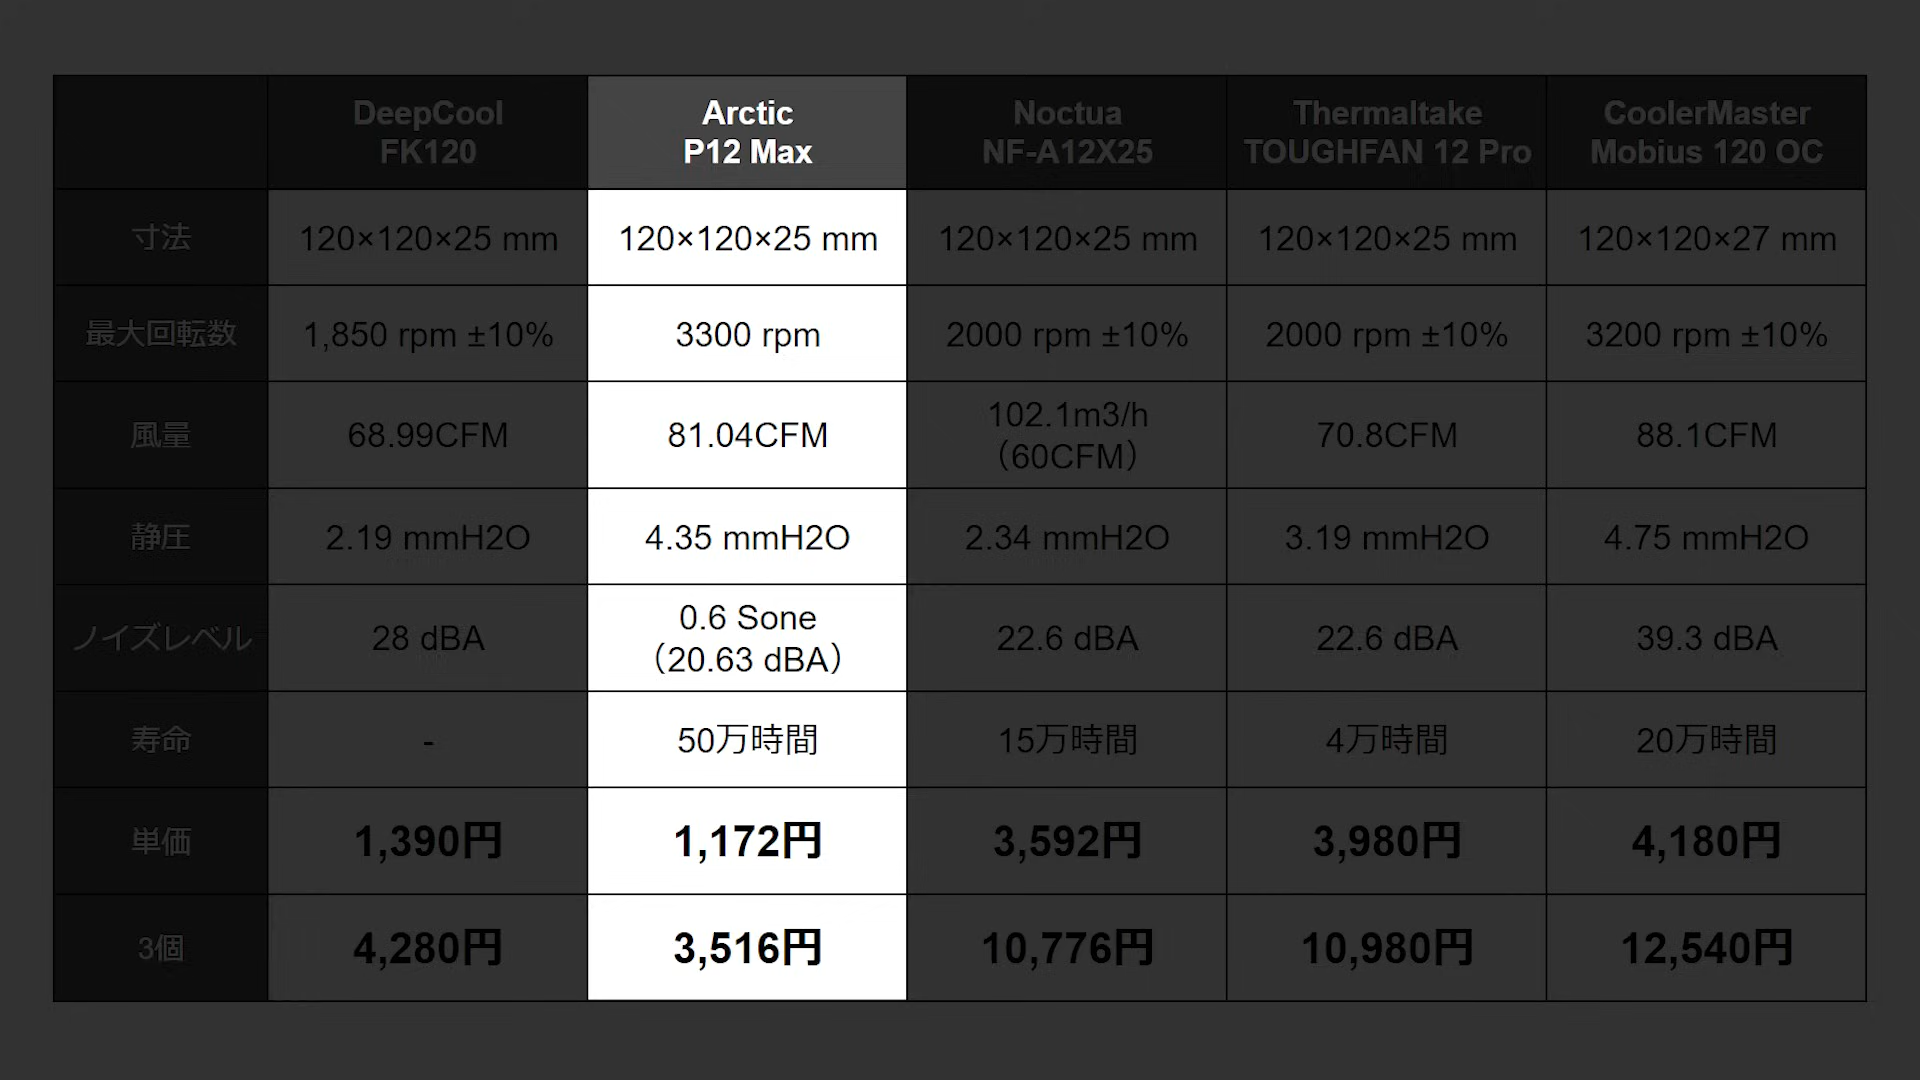 DeepCool
FK120
Arctic
P12 Max
Noctua
NF-A12X25
Thermaltake
TOUGHFAN 12 Pro
CoolerMaster
Mobius 120 OC
寸法
120×120×25 mm
120×120×25 mm
120×120×25 mm
120×120×25 mm
120×120×27 mm
最大回転数
1,850 rpm ±10%
3300 rpm
2000 rpm ±10%
2000 rpm ±10%
3200 rpm ±10%
風量
68.99CFM
81.04CFM
102.1m3/h
（60CFM）
70.8CFM
88.1CFM
静圧
2.19 mmH2O
4.35 mmH2O
2.34 mmH2O
3.19 mmH2O
4.75 mmH2O
ノイズレベル
28 dBA
0.6 Sone
（20.63 dBA）
22.6 dBA
22.6 dBA
39.3 dBA
寿命
-
50万時間
15万時間
4万時間
20万時間
単価
1,390円
1,172円
3,592円
3,980円
4,180円
3個
4,280円
3,516円
10,776円
10,980円
12,540円